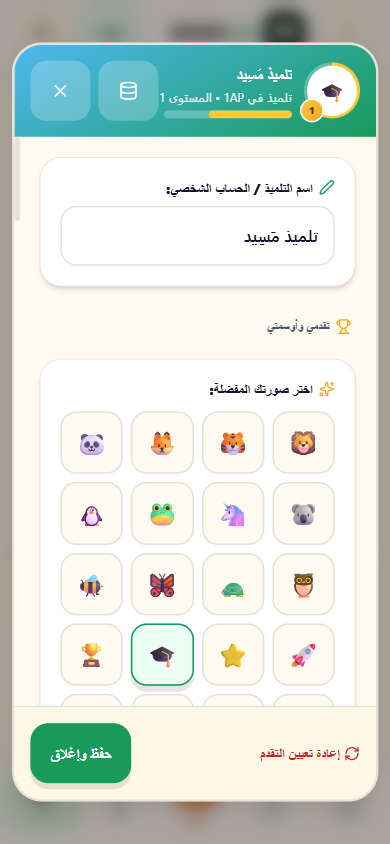 تلميذْ مَسِيد
تلميذ في 1AP • المستوى 1
1
اسم التلميذ / الحساب الشخصي:
تلميذ مَسِيد
تقدمي وأوسمتي
اختر صورتك المفضلة:
إعادة تعيين التقدم
حفظ وإغلاق